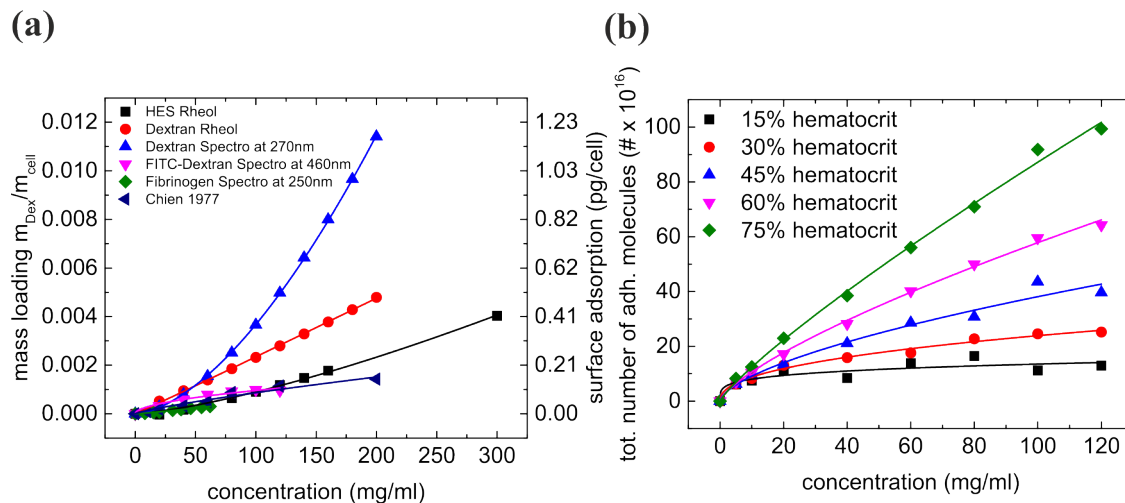 (a)
HES Rheol
Dextran Rheol
Dextran Spectro at 270nm
FITC-Dextran Spectro at 460nm
Fibrinogen Spectro at 250nm
Chien 1977
mass loading m_Dex/m_cell
0.012
0.010
0.008
0.006
0.004
0.002
0.000
1.23
1.03
0.82
0.62
0.41
0.21
0.00
surface adsorption (pg/cell)
0 50 100 150 200 250 300
concentration (mg/ml)
(b)
15% hematocrit
30% hematocrit
45% hematocrit
60% hematocrit
75% hematocrit
tot. number of adh. molecules (# x 10^16)
100
80
60
40
20
0
0 20 40 60 80 100 120
concentration (mg/ml)